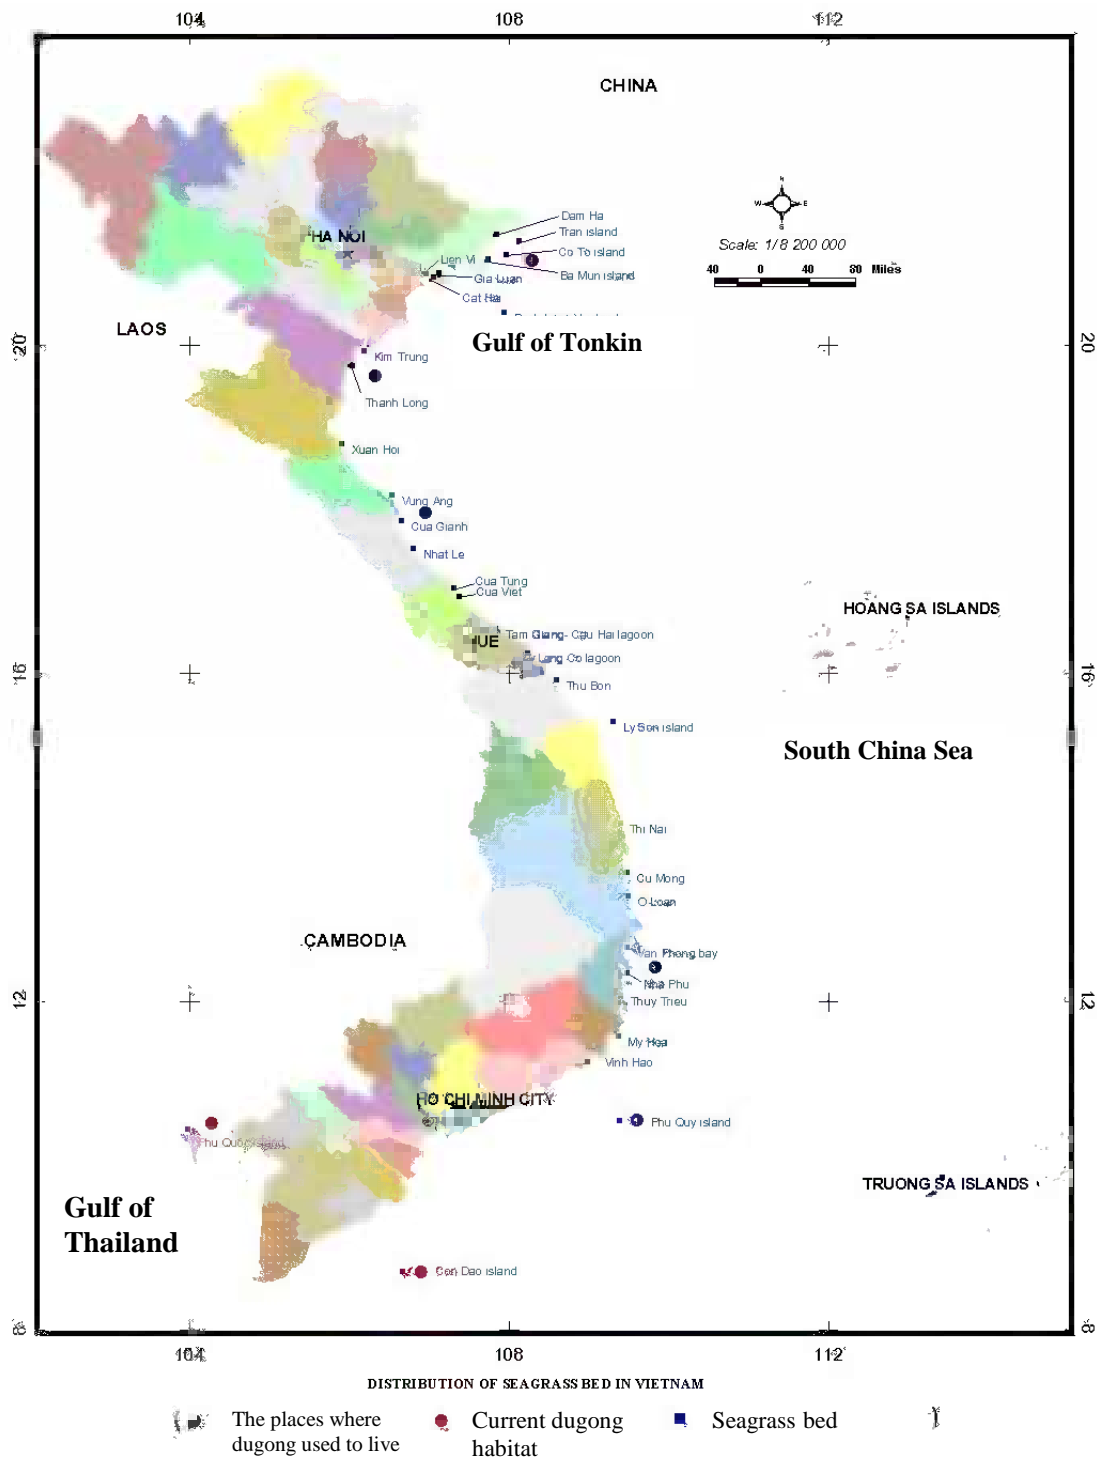 104 108 112
CHINA
N
W E
S
Scale: 1/8 200 000
40 0 40 80 Miles
Dam Ha
Tran island
Co To island
Ba Mun island
HA NOI
Lien Vi
Gia Luan
Cat Hai
LAOS
Gulf of Tonkin
20 20
Kim Trung
Thanh Long
Xuan Hoi
Vung Ang
Cua Gianh
Nhat Le
Cua Tung
Cua Viet
HOANG SA ISLANDS
UE
Tam Giang - Cau Hai lagoon
Lang Co lagoon
16 16
Thu Bon
Ly Son island
South China Sea
Thi Nai
Cu Mong
O Loan
CAMBODIA
Van Phong bay
Nha Phu
12 12
Thuy Trieu
My Hoa
Vinh Hao
HO CHI MINH CITY
Phu Quy island
Phu Quoc island
TRUONG SA ISLANDS
Gulf of
Thailand
Con Dao island
8 8
104 108 112
DISTRIBUTION OF SEAGRASS BED IN VIETNAM
The places where
dugong used to live
Current dugong
habitat
Seagrass bed